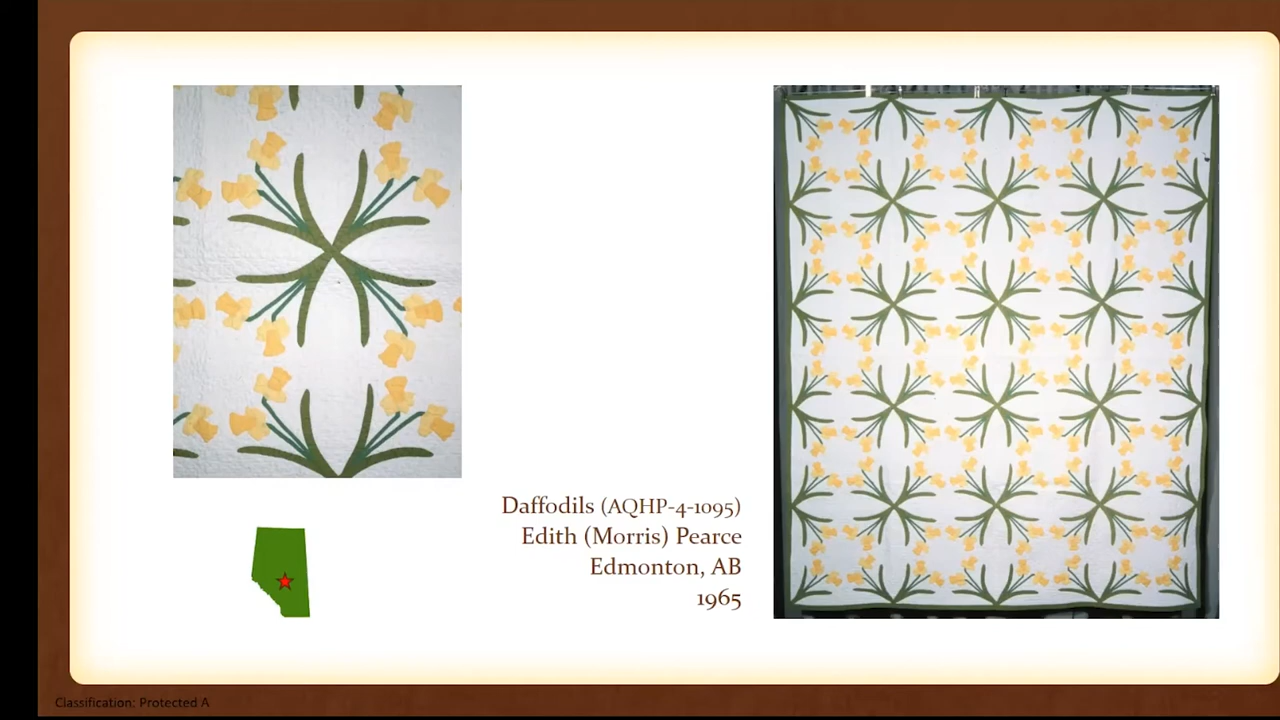 Daffodils (AQHP-4-1095)
Edith (Morris) Pearce
Edmonton, AB
1965
Classification: Protected A